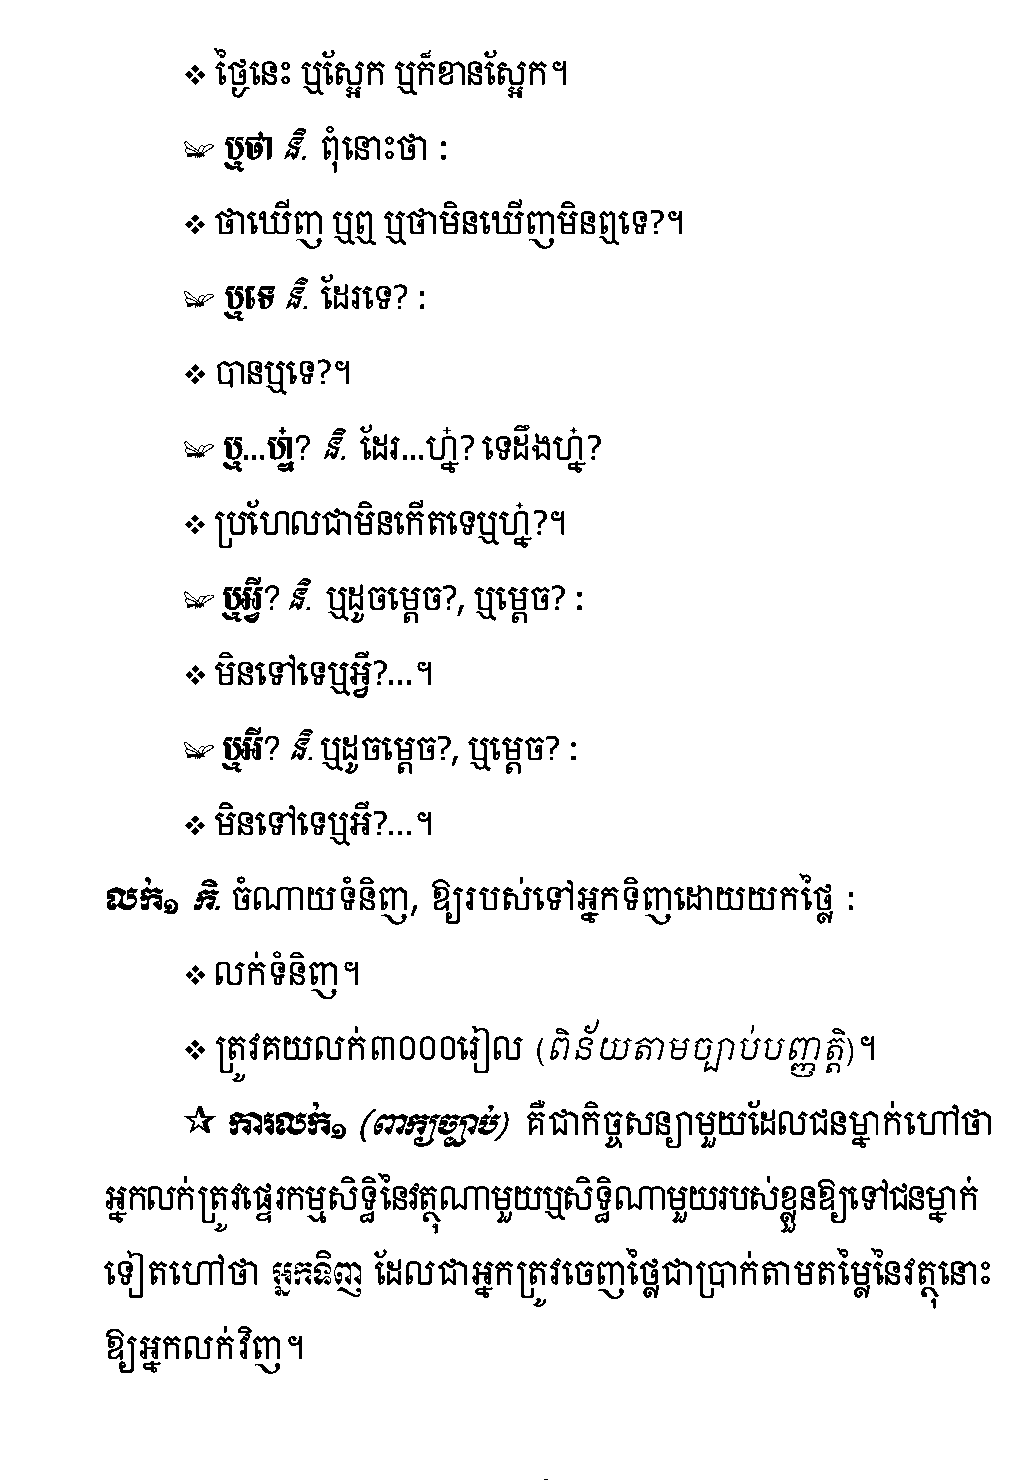 ❖ ថ្ងៃនេះ ឬស្អែក ឬក៏ខានស្អែក។
ឬថា និ. ពុំនោះថា :
❖ ថាឃើញ ឬឮ ឬថាមិនឃើញមិនឮទេ?។
ឬទេ និ. ដែរទេ? :
❖ បានឬទេ?។
ឬ...ហ្ន៎? និ. ដែរ...ហ្ន៎? ទេដឹងហ្ន៎?
❖ ប្រហែលជាមិនកើតទេឬហ្ន៎?។
ឬអ្វី? និ. ឬដូចម្ដេច?, ឬម្ដេច? :
❖ មិនទៅទេឬអ្វី?...។
ឬអី? និ. ឬដូចម្ដេច?, ឬម្ដេច? :
❖ មិនទៅទេឬអី?...។
លក់១ កិ. ចំណាយទំនិញ, ឱ្យរបស់ទៅអ្នកទិញដោយយកថ្លៃ :
❖ លក់ទំនិញ។
❖ ត្រូវគយលក់៣០០០រៀល (ពិន័យតាមច្បាប់បញ្ញត្តិ)។
☆ ការលក់១ (ពាក្យច្បាប់) គឺជាកិច្ចសន្យាមួយដែលជនម្នាក់ហៅថា
អ្នកលក់ត្រូវផ្ទេរកម្មសិទ្ធិនៃវត្ថុណាមួយឬសិទ្ធិណាមួយរបស់ខ្លួនឱ្យទៅជនម្នាក់
ទៀតហៅថា អ្នកទិញ ដែលជាអ្នកត្រូវចេញថ្លៃជាប្រាក់តាមតម្លៃនៃវត្ថុនោះ
ឱ្យអ្នកលក់វិញ។